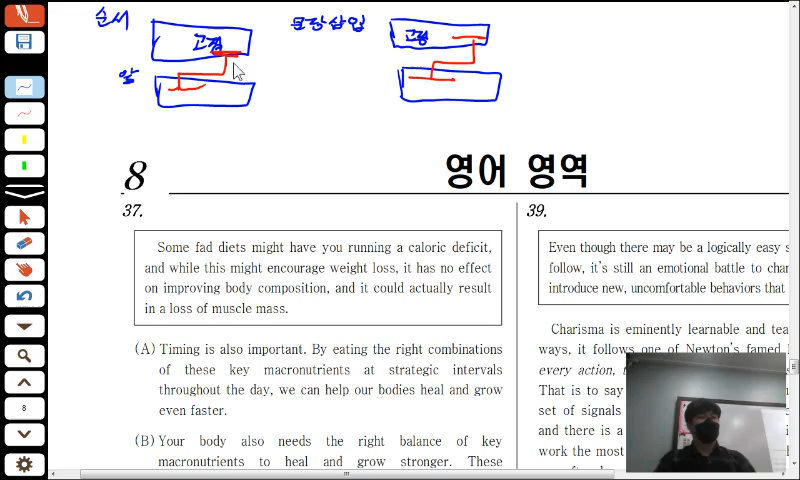 순서
고정
앞
문장삽입
고정
8
영어 영역
37.
Some fad diets might have you running a caloric deficit,
and while this might encourage weight loss, it has no effect
on improving body composition, and it could actually result
in a loss of muscle mass.
(A) Timing is also important. By eating the right combinations
of these key macronutrients at strategic intervals
throughout the day, we can help our bodies heal and grow
even faster.
(B) Your body also needs the right balance of key
macronutrients to heal and grow stronger. These
39.
Even though there may be a logically easy s
follow, it's still an emotional battle to cha
introduce new, uncomfortable behaviors that
Charisma is eminently learnable and tea
ways, it follows one of Newton's famed l
every action, t
That is to say
set of signals
and there is a
work the most
8